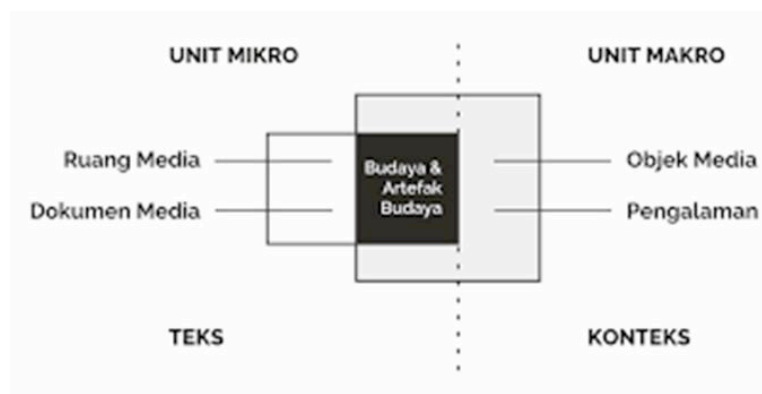 UNIT MIKRO
UNIT MAKRO
Ruang Media
Dokumen Media
Budaya &
Artefak
Budaya
Objek Media
Pengalaman
TEKS
KONTEKS